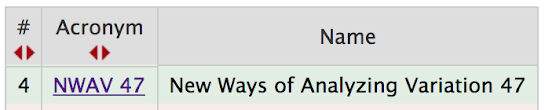 # Acronym Name
4 NWAV 47 New Ways of Analyzing Variation 47